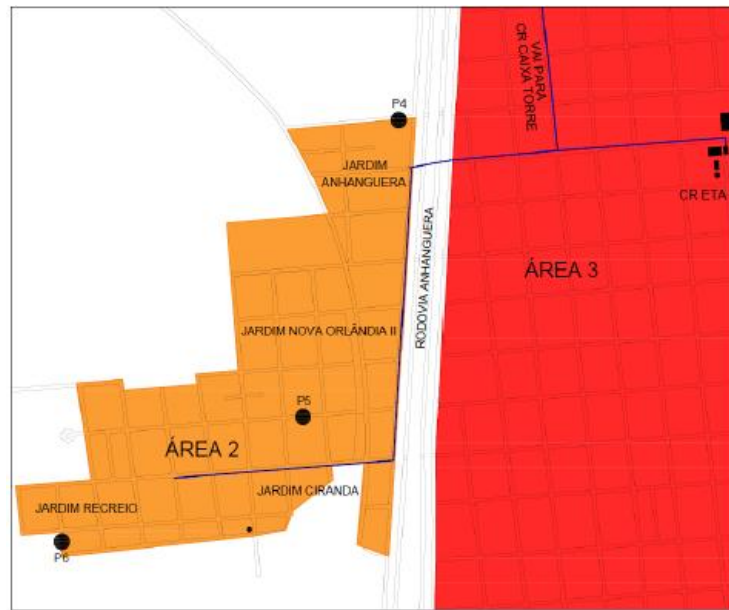 VAI PARA
CR CAIXA TORRE
P4
JARDIM
ANHANGUERA
CR ETA
RODOVIA ANHANGUERA
ÁREA 3
JARDIM NOVA ORLÂNDIA II
P5
ÁREA 2
JARDIM CIRANDA
JARDIM RECREIO
P6